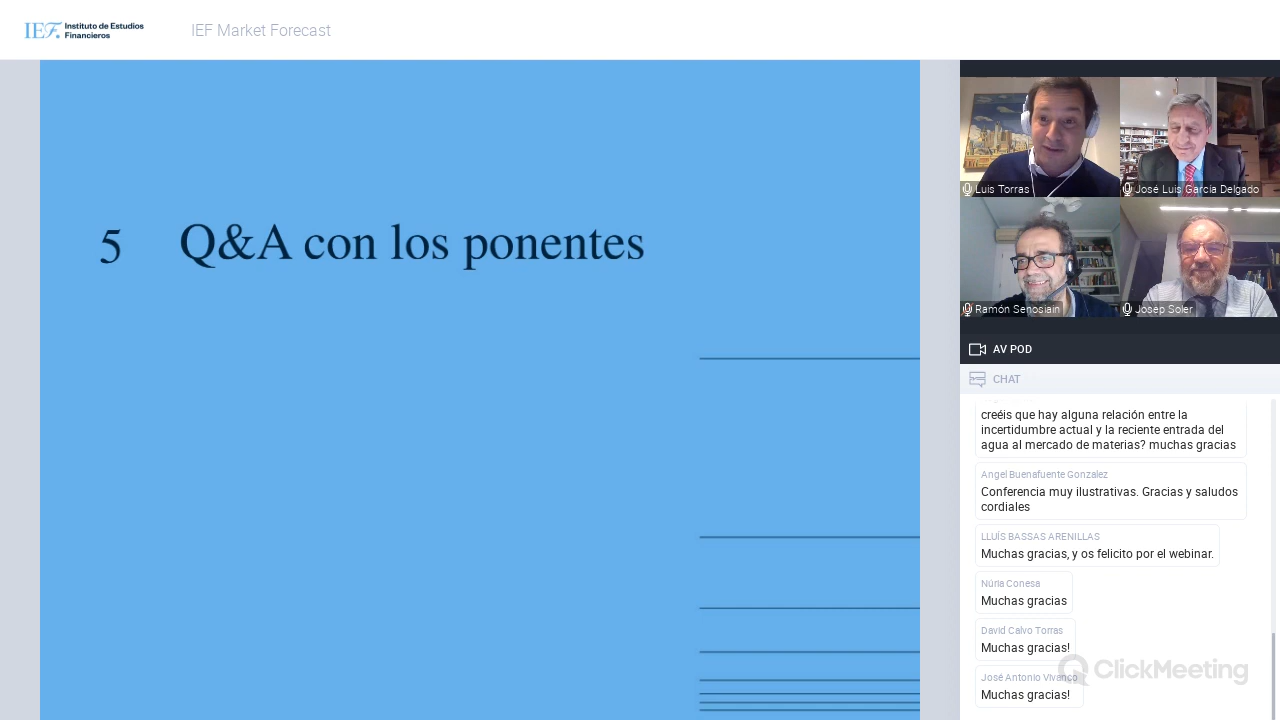 IEF. Instituto de Estudios
Financieros
IEF Market Forecast
5 Q&A con los ponentes
Luis Torras
José Luis García Delgado
Ramón Senosiain
Josep Soler
AV POD
CHAT
creéis que hay alguna relación entre la
incertidumbre actual y la reciente entrada del
agua al mercado de materias? muchas gracias
Angel Buenafuente Gonzalez
Conferencia muy ilustrativas. Gracias y saludos
cordiales
LLUÍS BASSAS ARENILLAS
Muchas gracias, y os felicito por el webinar.
Núria Conesa
Muchas gracias
David Calvo Torras
Muchas gracias!
José Antonio Vivanco
Muchas gracias!
ClickMeeting